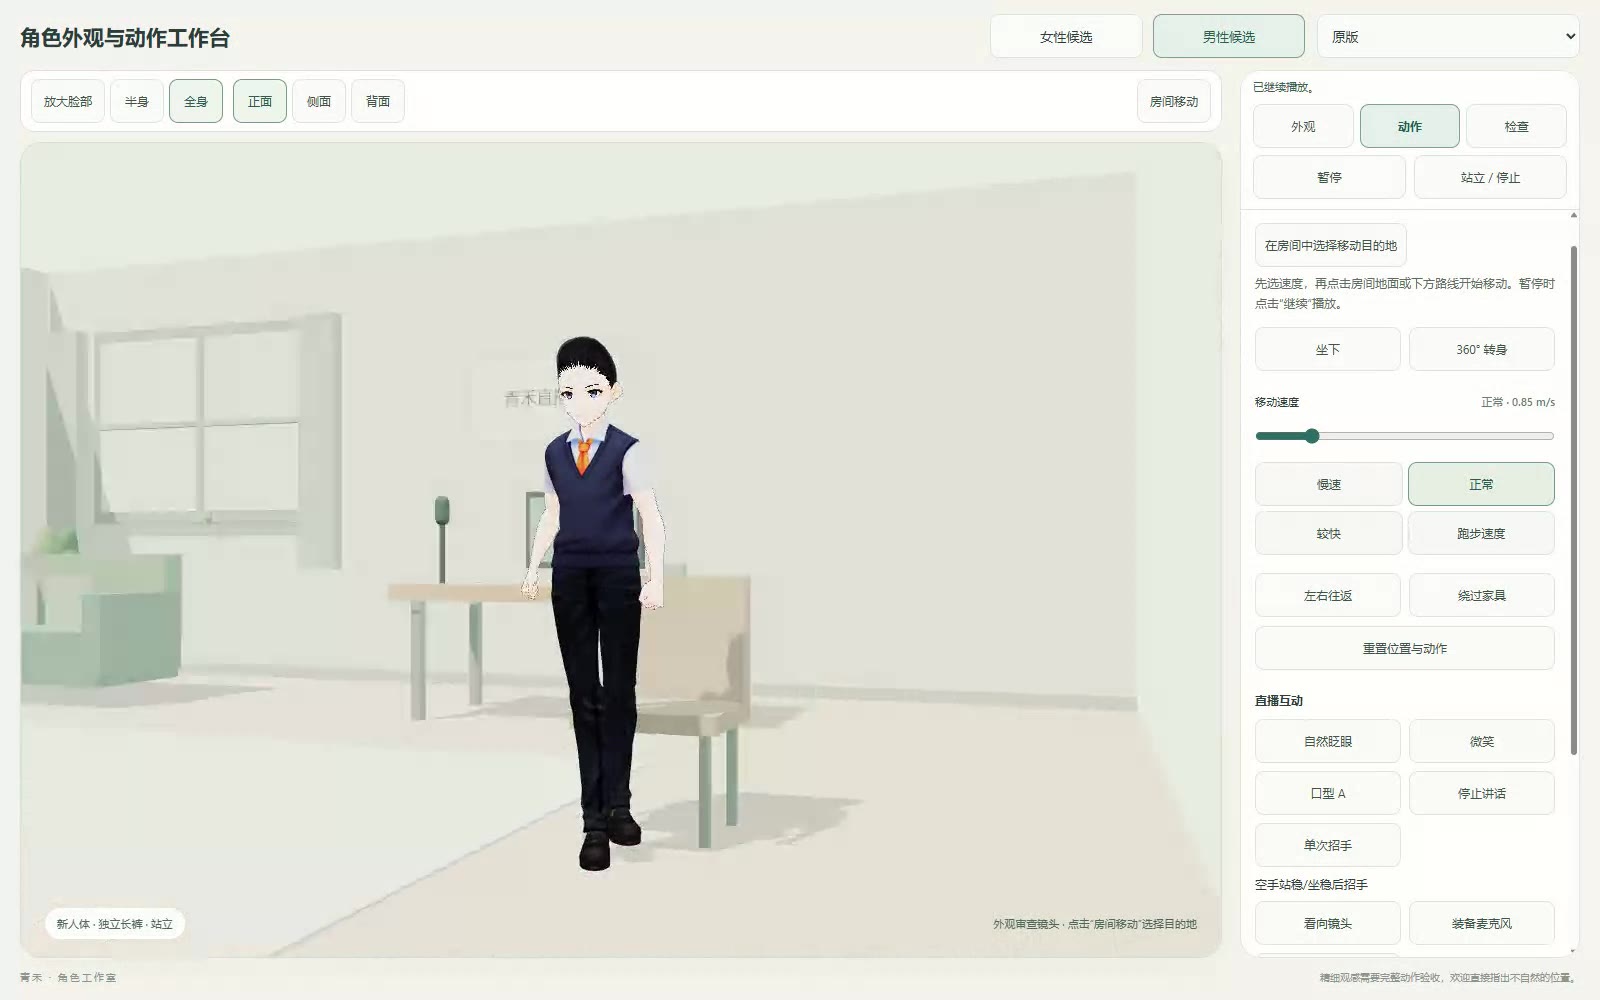 角色外观与动作工作台
女性候选
男性候选
原版
放大脸部
半身
全身
正面
侧面
背面
房间移动
已继续播放。
外观
动作
检查
暂停
站立 / 停止
在房间中选择移动目的地
先选速度，再点击房间地面或下方路线开始移动。暂停时
点击“继续”播放。
坐下
360° 转身
移动速度
正常 · 0.85 m/s
慢速
正常
较快
跑步速度
左右往返
绕过家具
重置位置与动作
直播互动
自然眨眼
微笑
口型 A
停止讲话
单次招手
空手站稳/坐稳后招手
看向镜头
装备麦克风
青禾直
新人体 · 独立长裤 · 站立
外观审查镜头 · 点击“房间移动”选择目的地
青禾 · 角色工作室
精细观感需要完整动作验收，欢迎直接指出不自然的位置。